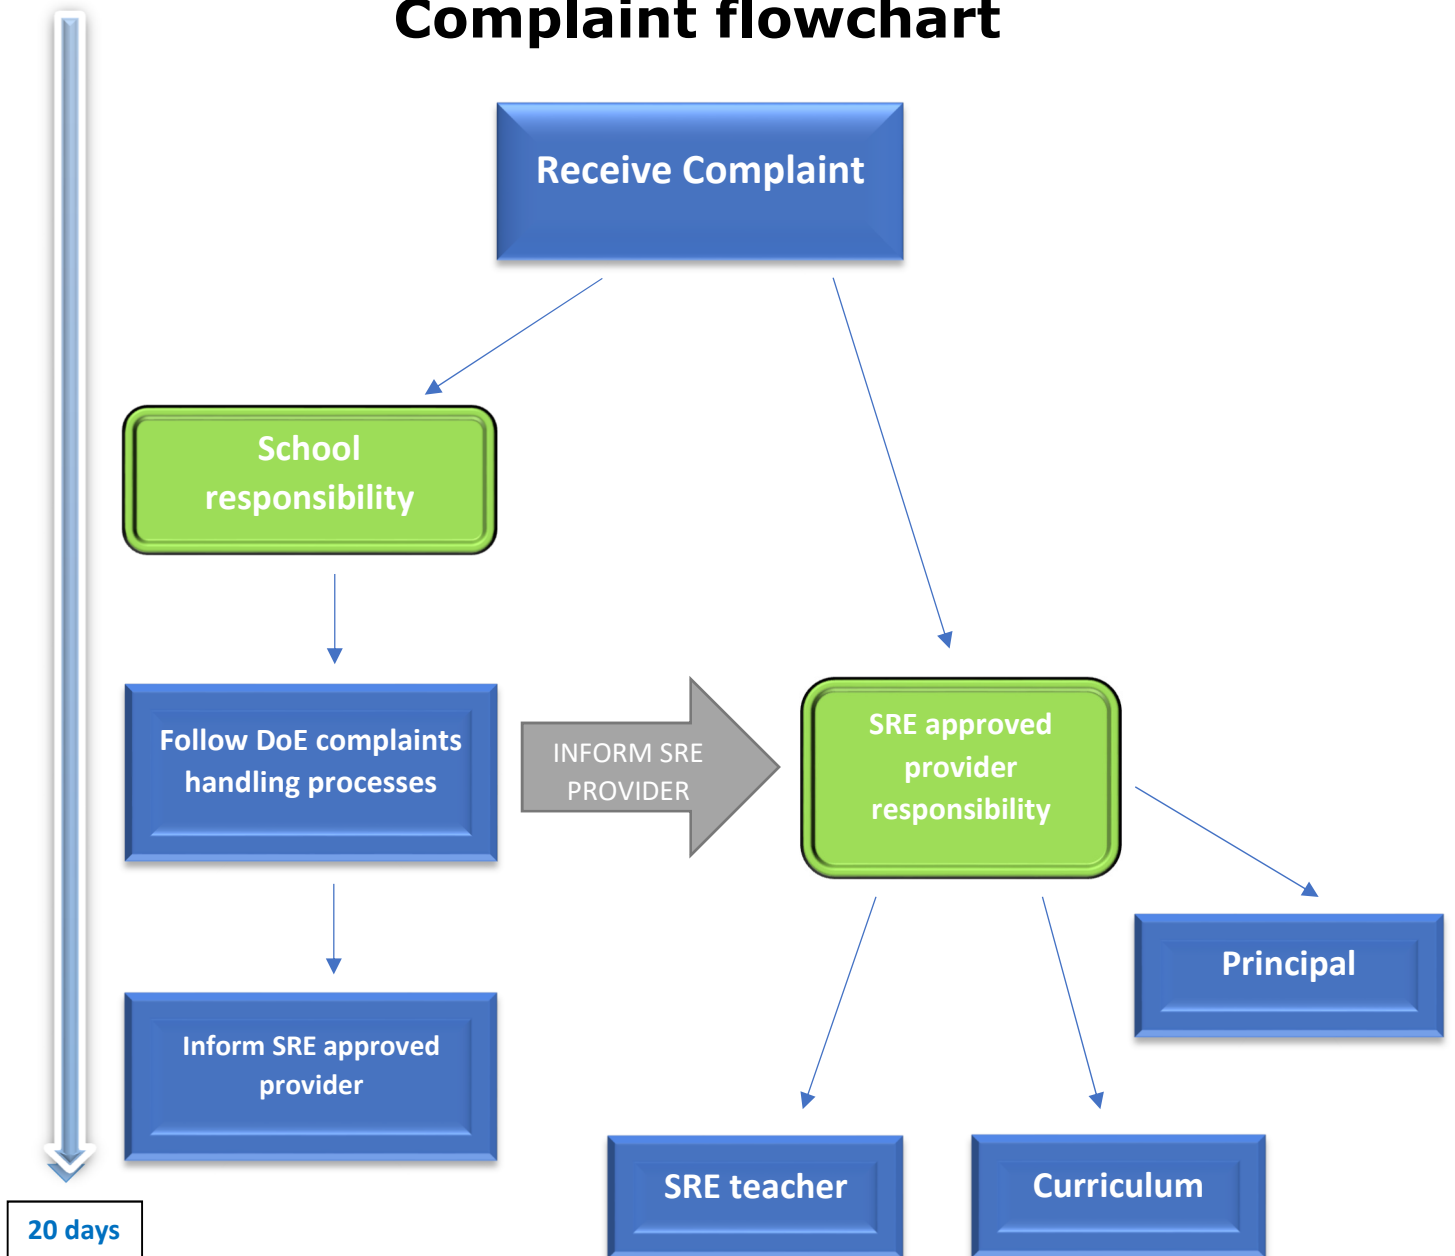 Complaint flowchart
Receive Complaint
School
responsibility
Follow DoE complaints
handling processes
INFORM SRE
PROVIDER
SRE approved
provider
responsibility
Principal
Inform SRE approved
provider
SRE teacher
Curriculum
20 days